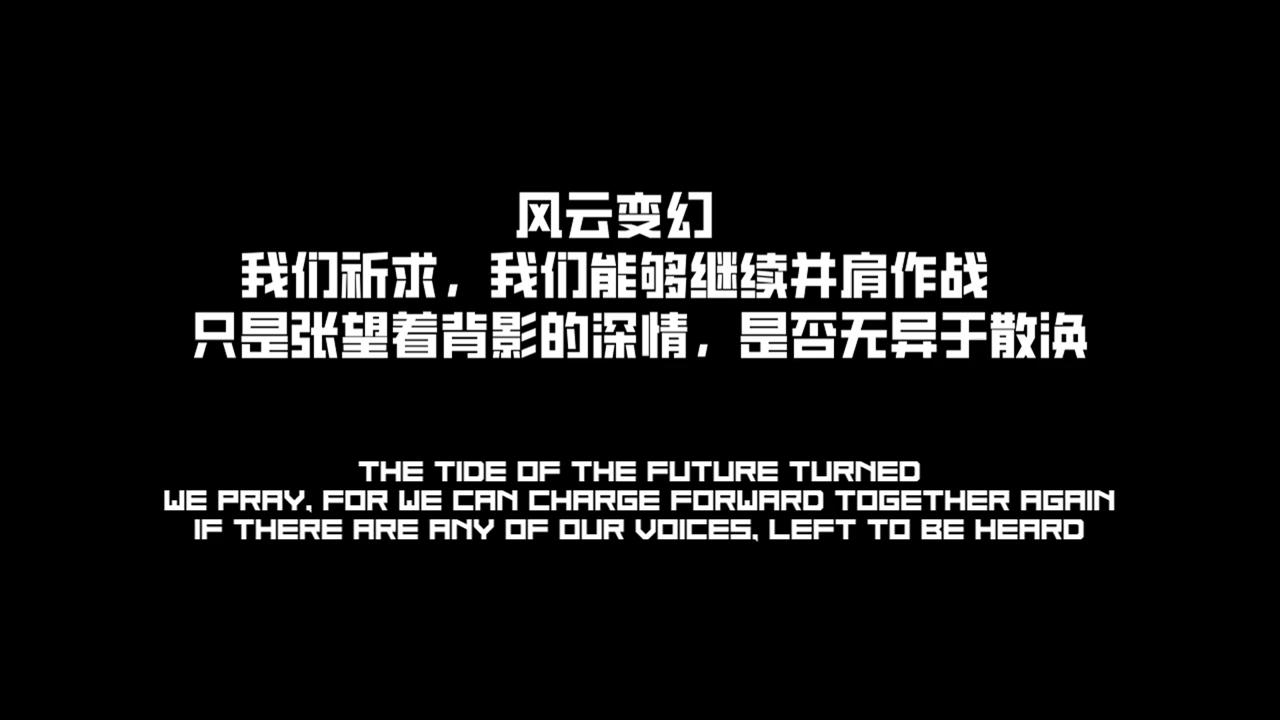 风云变幻
我们祈求，我们能够继续并肩作战
只是张望着背影的深情，是否无异于散涣
THE TIDE OF THE FUTURE TURNED
WE PRAY, FOR WE CAN CHARGE FORWARD TOGETHER AGAIN
IF THERE ARE ANY OF OUR VOICES, LEFT TO BE HEARD